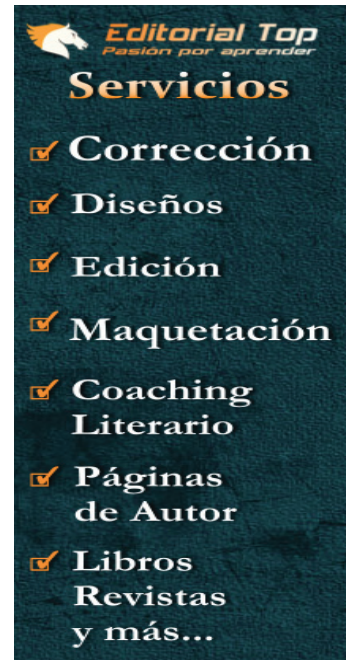 Editorial Top
Pasión por aprender
Servicios
Corrección
Diseños
Edición
Maquetación
Coaching
Literario
Páginas
de Autor
Libros
Revistas
y más...